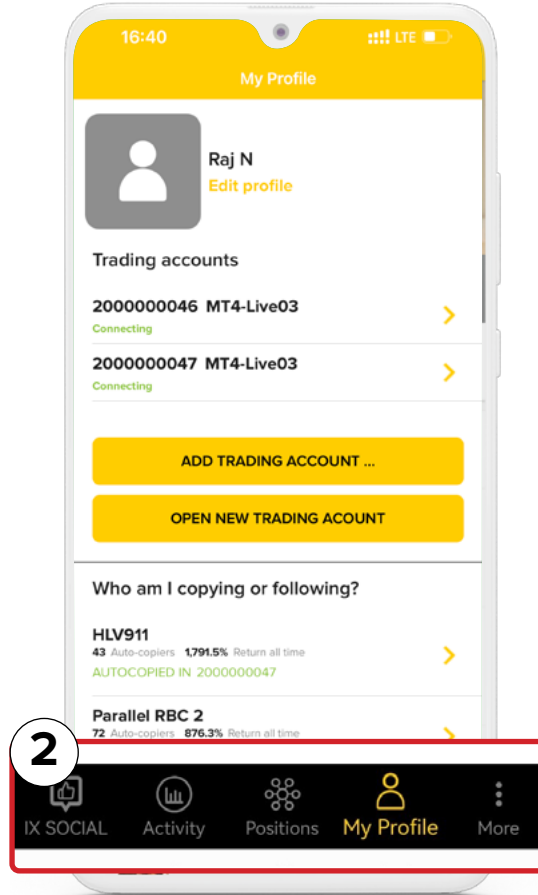 16:40
LTE
My Profile
Raj N
Edit profile
Trading accounts
2000000046 MT4-Live03
Connecting
2000000047 MT4-Live03
Connecting
ADD TRADING ACCOUNT ...
OPEN NEW TRADING ACOUNT
Who am I copying or following?
HLV911
43 Auto-copiers 1,791.5% Return all time
AUTOCOPIED IN 2000000047
Parallel RBC 2
72 Auto-copiers 876.3% Return all time
2
IX SOCIAL Activity Positions My Profile More